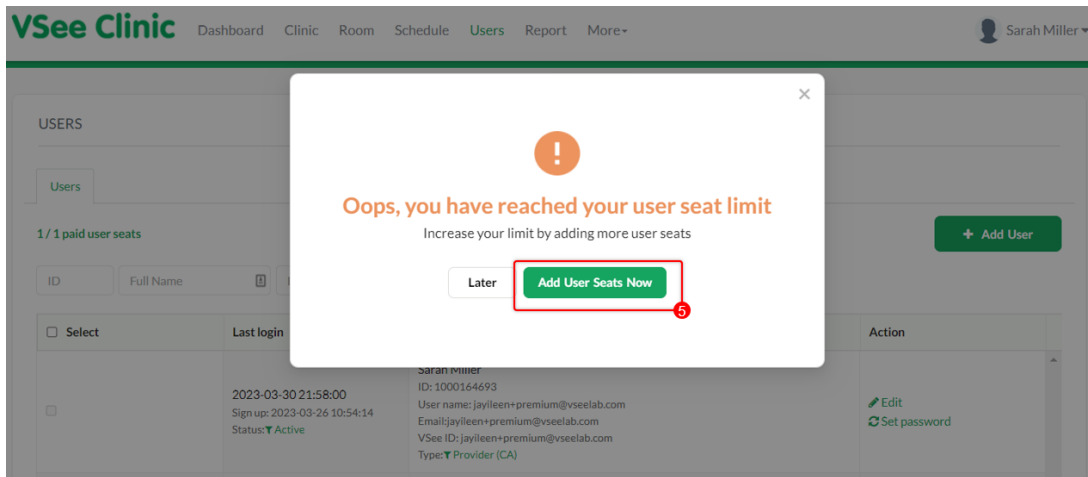 VSee Clinic Dashboard Clinic Room Schedule Users Report More Sarah Miller
×
USERS
!
Users
Oops, you have reached your user seat limit
1 / 1 paid user seats
Increase your limit by adding more user seats
+ Add User
ID Full Name
Later Add User Seats Now
5
Select Last login Action
Sarah Miller
ID: 1000164693
2023-03-30 21:58:00
User name: jayileen+premium@vseelab.com
Edit
Sign up: 2023-03-26 10:54:14
Email:jayileen+premium@vseelab.com
Set password
Status: Active
VSee ID: jayileen+premium@vseelab.com
Type: Provider (CA)